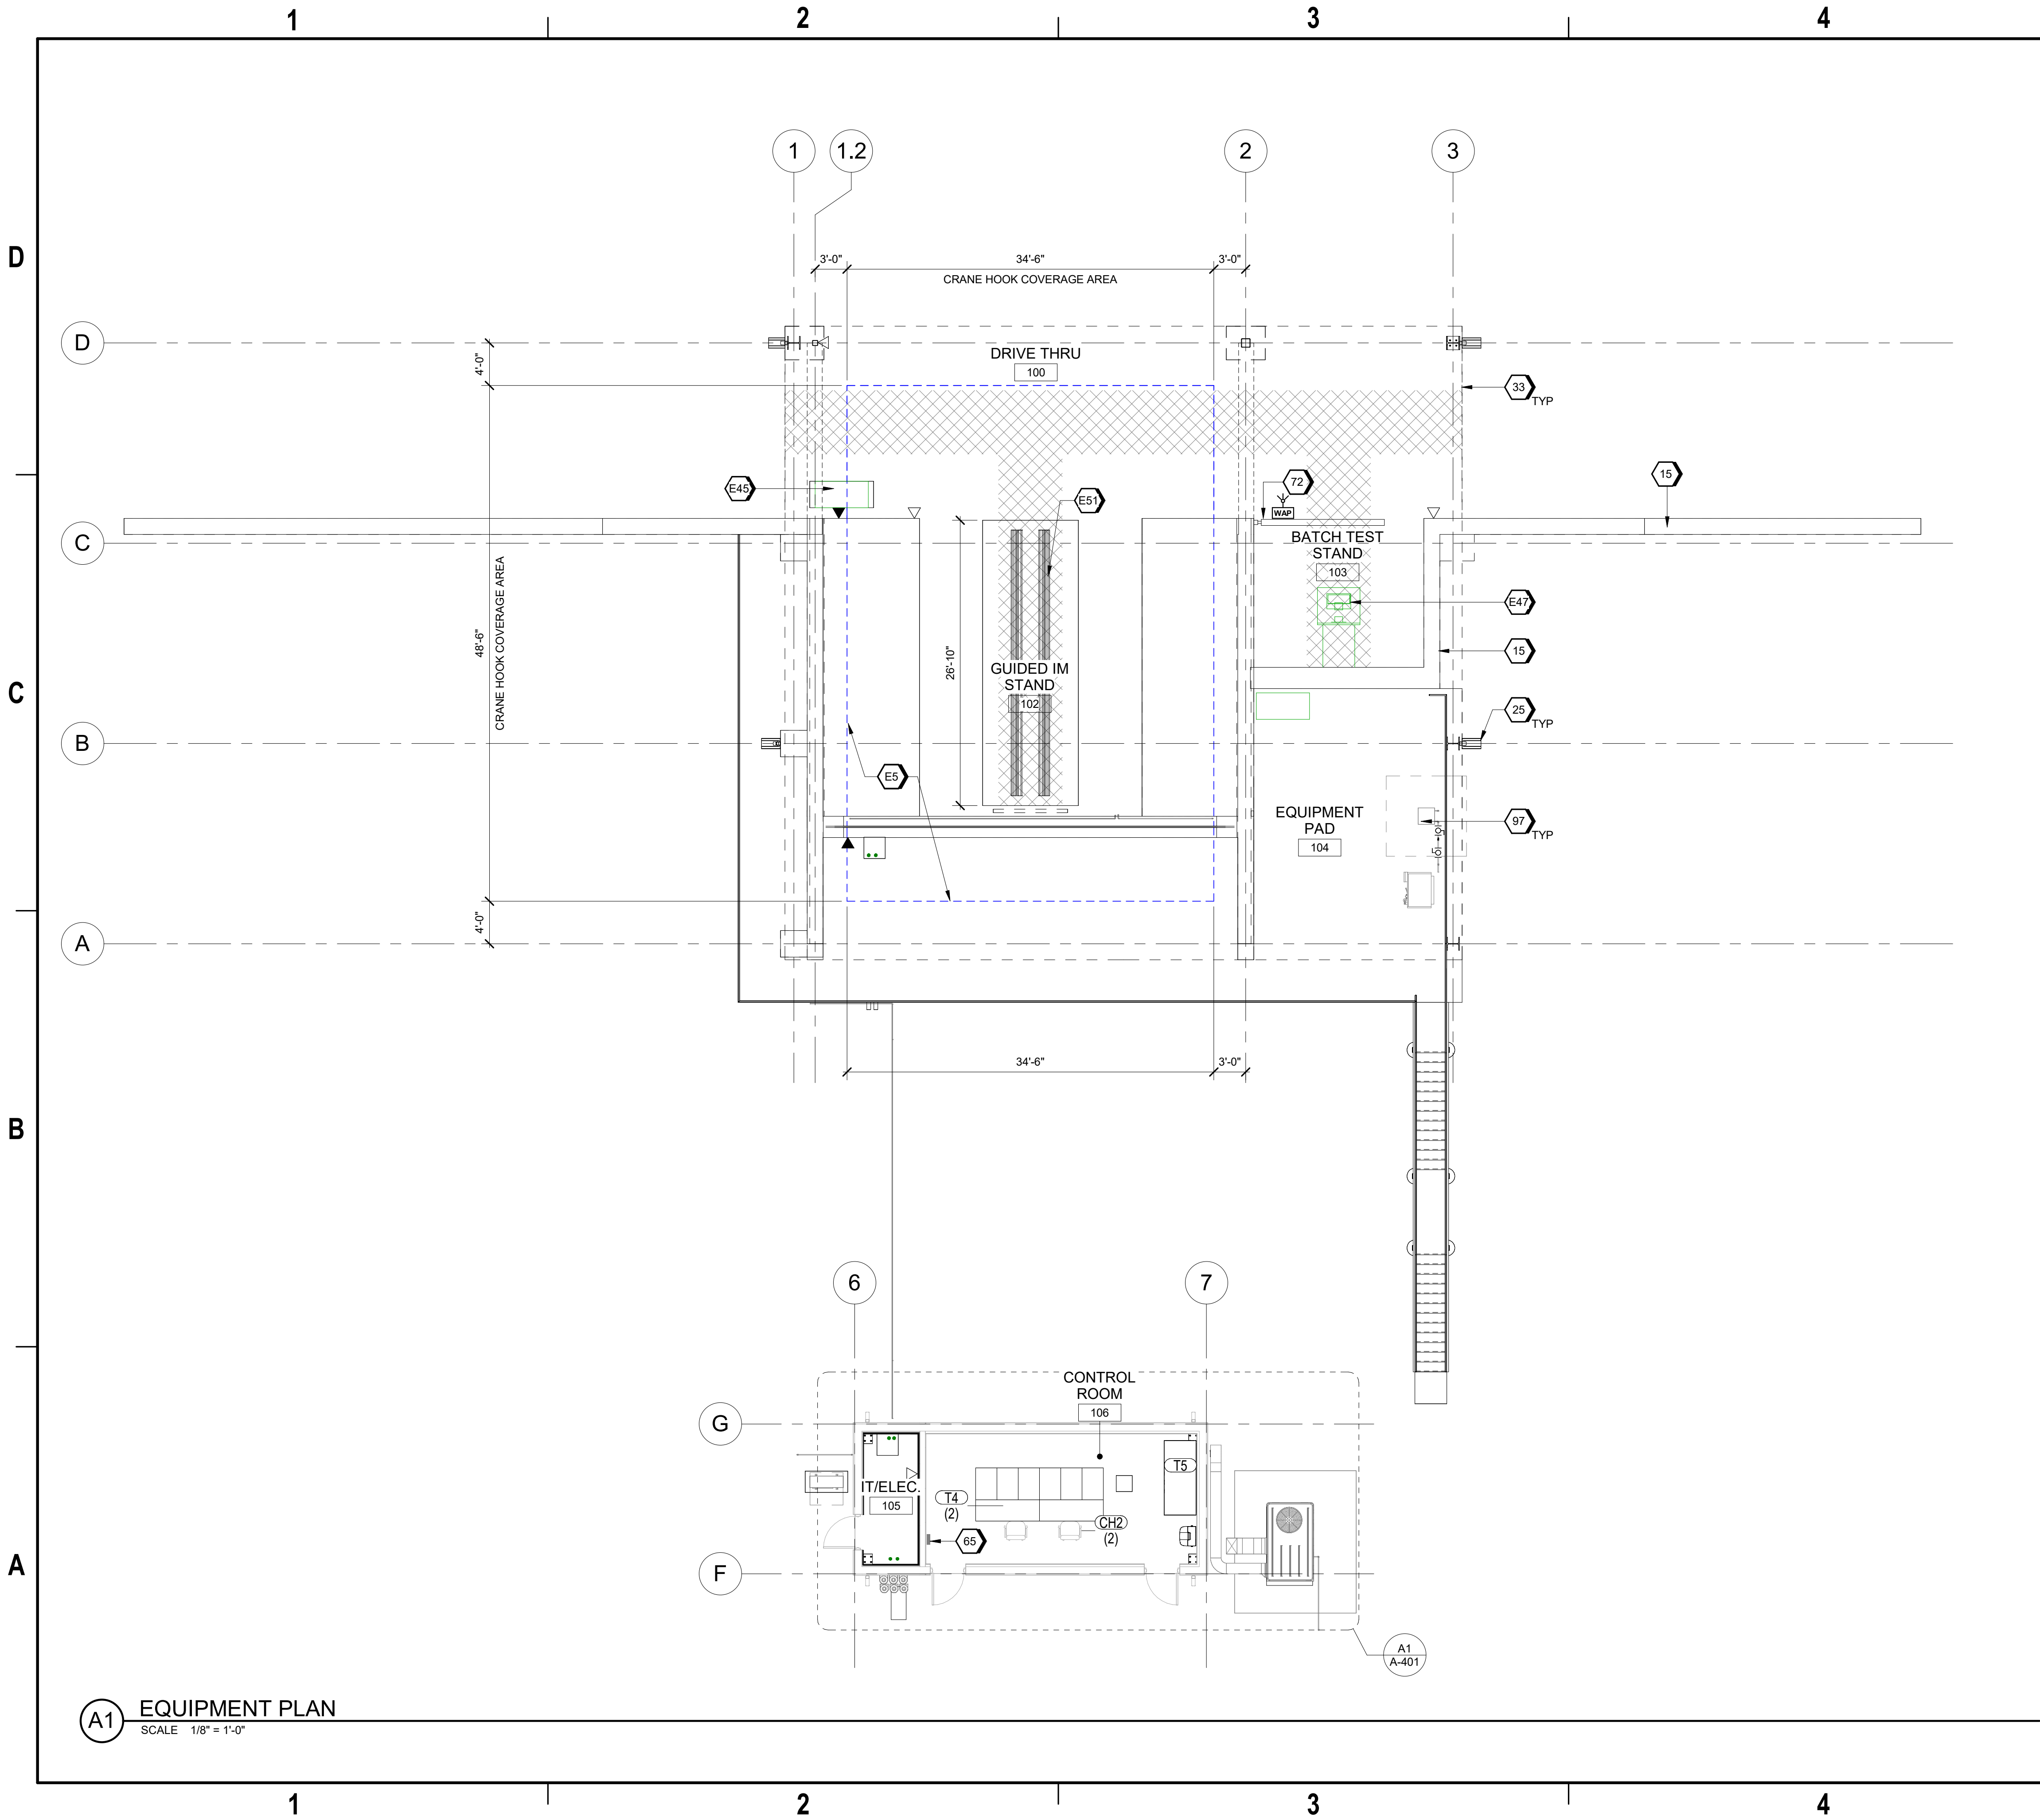 1 2 3 4
1 1.2 2 3
D
3'-0" 34'-6" 3'-0"
CRANE HOOK COVERAGE AREA
D
4'-0"
DRIVE THRU
100
33
TYP
E45
E51
72
WAP
15
C
BATCH TEST
STAND
103
E47
48'-6"
CRANE HOOK COVERAGE AREA
26'-10"
15
GUIDED IM
STAND
102
C
25
TYP
B
E5
EQUIPMENT
PAD
104
97
TYP
4'-0"
A
34'-6" 3'-0"
B
6 7
CONTROL
ROOM
106
G
T5
IT/ELEC.
105
T4
(2)
CH2
(2)
65
A
F
A1
A-401
A1
EQUIPMENT PLAN
SCALE 1/8" = 1'-0"
1 2 3 4